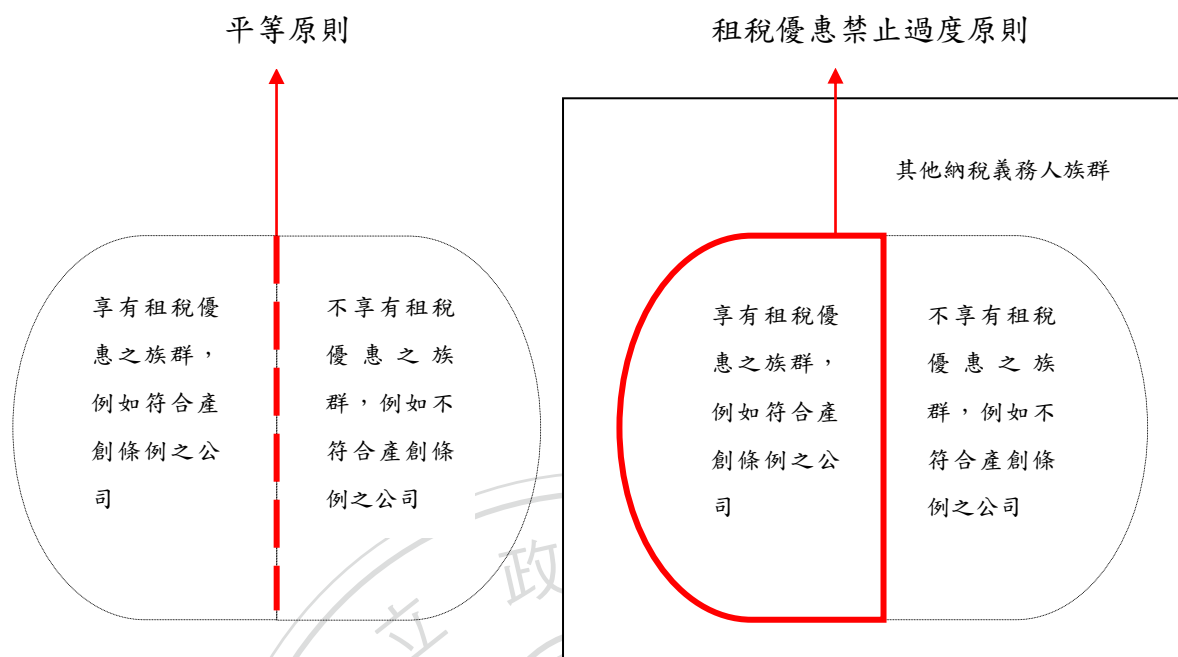 平等原則
租稅優惠禁止過度原則
其他納稅義務人族群
享有租稅優
惠之族群，
例如符合產
創條例之公
司
不享有租稅
優惠之族
群，例如不
符合產創條
例之公司
享有租稅優
惠之族群，
例如符合產
創條例之公
司
不享有租稅
優惠之族
群，例如不
符合產創條
例之公司
立政